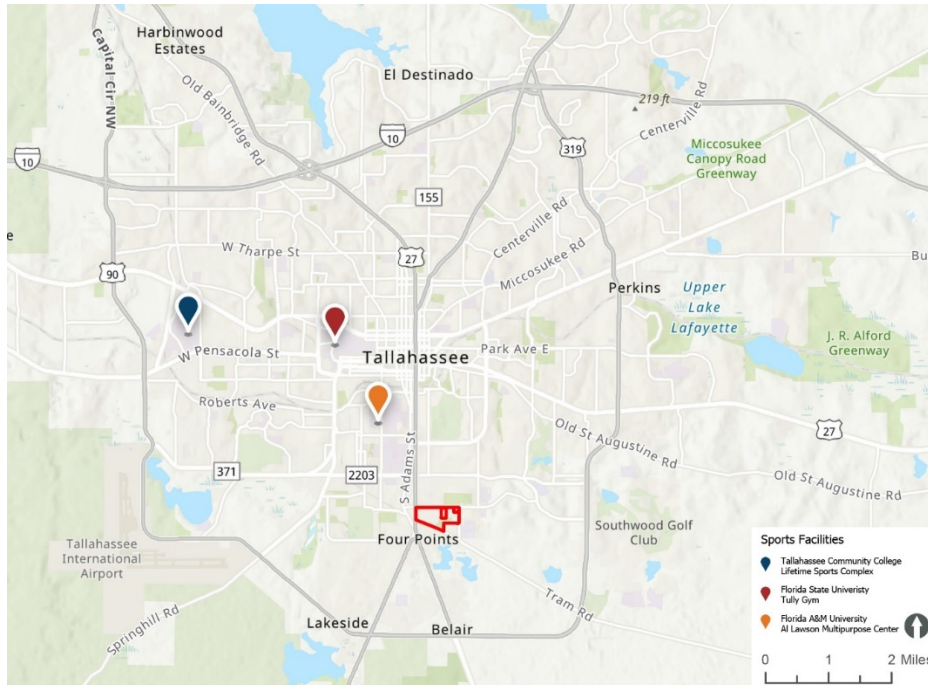 Harbinwood
Estates
Capital Cir NW
Old Bainbridge Rd
El Destinado
219 ft
Centerville Rd
10
319
Miccosukee
Canopy Road
Greenway
10
10
155
W Tharpe St
27
Centerville Rd
Miccosukee Rd
e
Bu
90
Perkins
Upper
Lake
Lafayette
J. R. Alford
Greenway
W Pensacola St
Tallahassee
Park Ave E
Roberts Ave
S Adams St
Old St Augustine Rd
27
371
2203
Old St Augustine Rd
Southwood Golf
Club
Four Points
Tallahassee
International
Airport
Springhill Rd
Tram Rd
Lakeside
Belair
Sports Facilities
Tallahassee Community College
Lifetime Sports Complex
Florida State Univeristy
Tully Gym
Florida A&M University
Al Lawson Multipurpose Center
0 1 2 Miles